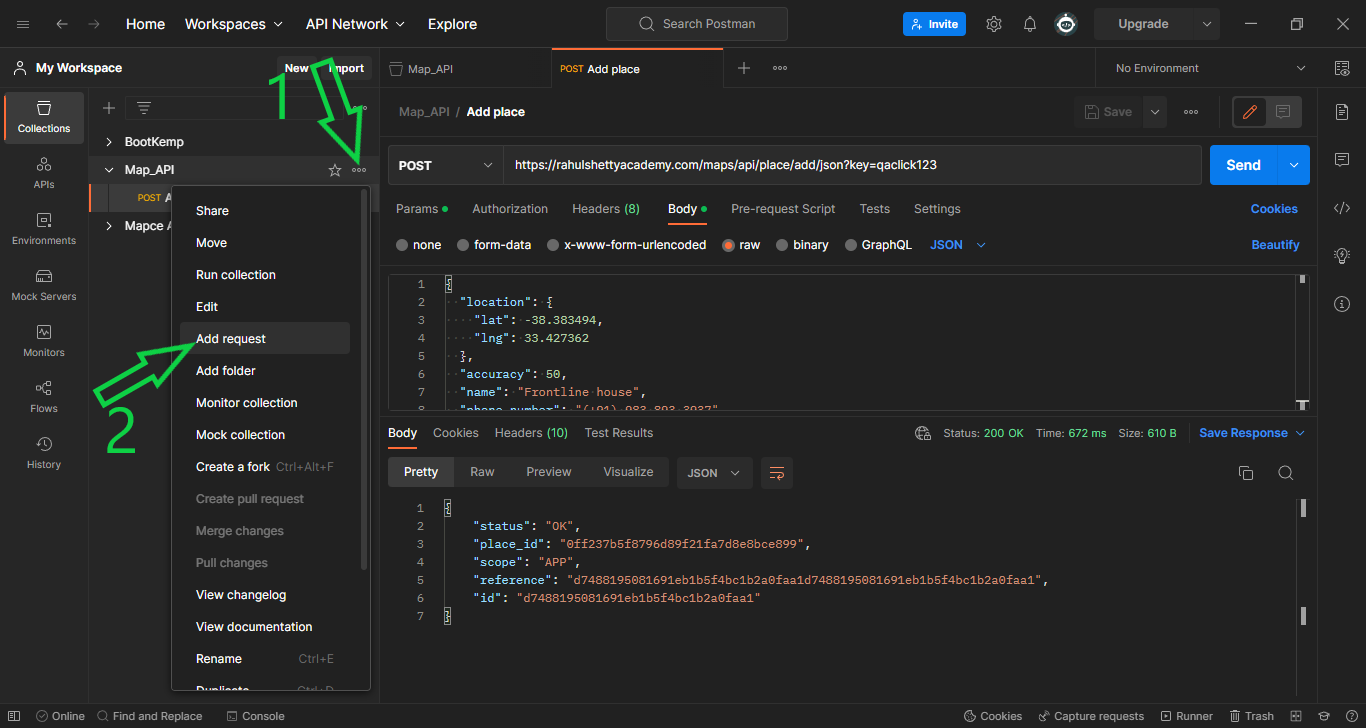 Home Workspaces API Network Explore Search Postman Invite Upgrade
My Workspace New Import Map_API POST Add place No Environment
Collections
APIs
Environments
Mock Servers
Monitors
Flows
History
BootKemp
Map_API
POST A
Mapce A
1
2
Share
Move
Run collection
Edit
Add request
Add folder
Monitor collection
Mock collection
Create a fork Ctrl+Alt+F
Create pull request
Merge changes
Pull changes
View changelog
View documentation
Rename Ctrl+E
Duplicate Ctrl+D
Map_API / Add place Save
POST https://rahulshettyacademy.com/maps/api/place/add/json?key=qaclick123 Send
Params Authorization Headers (8) Body Pre-request Script Tests Settings Cookies
none form-data x-www-form-urlencoded raw binary GraphQL JSON Beautify
1 {
2 "location": {
3 "lat": -38.383494,
4 "lng": 33.427362
5 },
6 "accuracy": 50,
7 "name": "Frontline house",
8 "phone_number": "(+91) 983 893 3937"
Body Cookies Headers (10) Test Results Status: 200 OK Time: 672 ms Size: 610 B Save Response
Pretty Raw Preview Visualize JSON
1 {
2 "status": "OK",
3 "place_id": "0ff237b5f8796d89f21fa7d8e8bce899",
4 "scope": "APP",
5 "reference": "d7488195081691eb1b5f4bc1b2a0faa1d7488195081691eb1b5f4bc1b2a0faa1",
6 "id": "d7488195081691eb1b5f4bc1b2a0faa1"
7 }
Online Find and Replace Console Cookies Capture requests Runner Trash